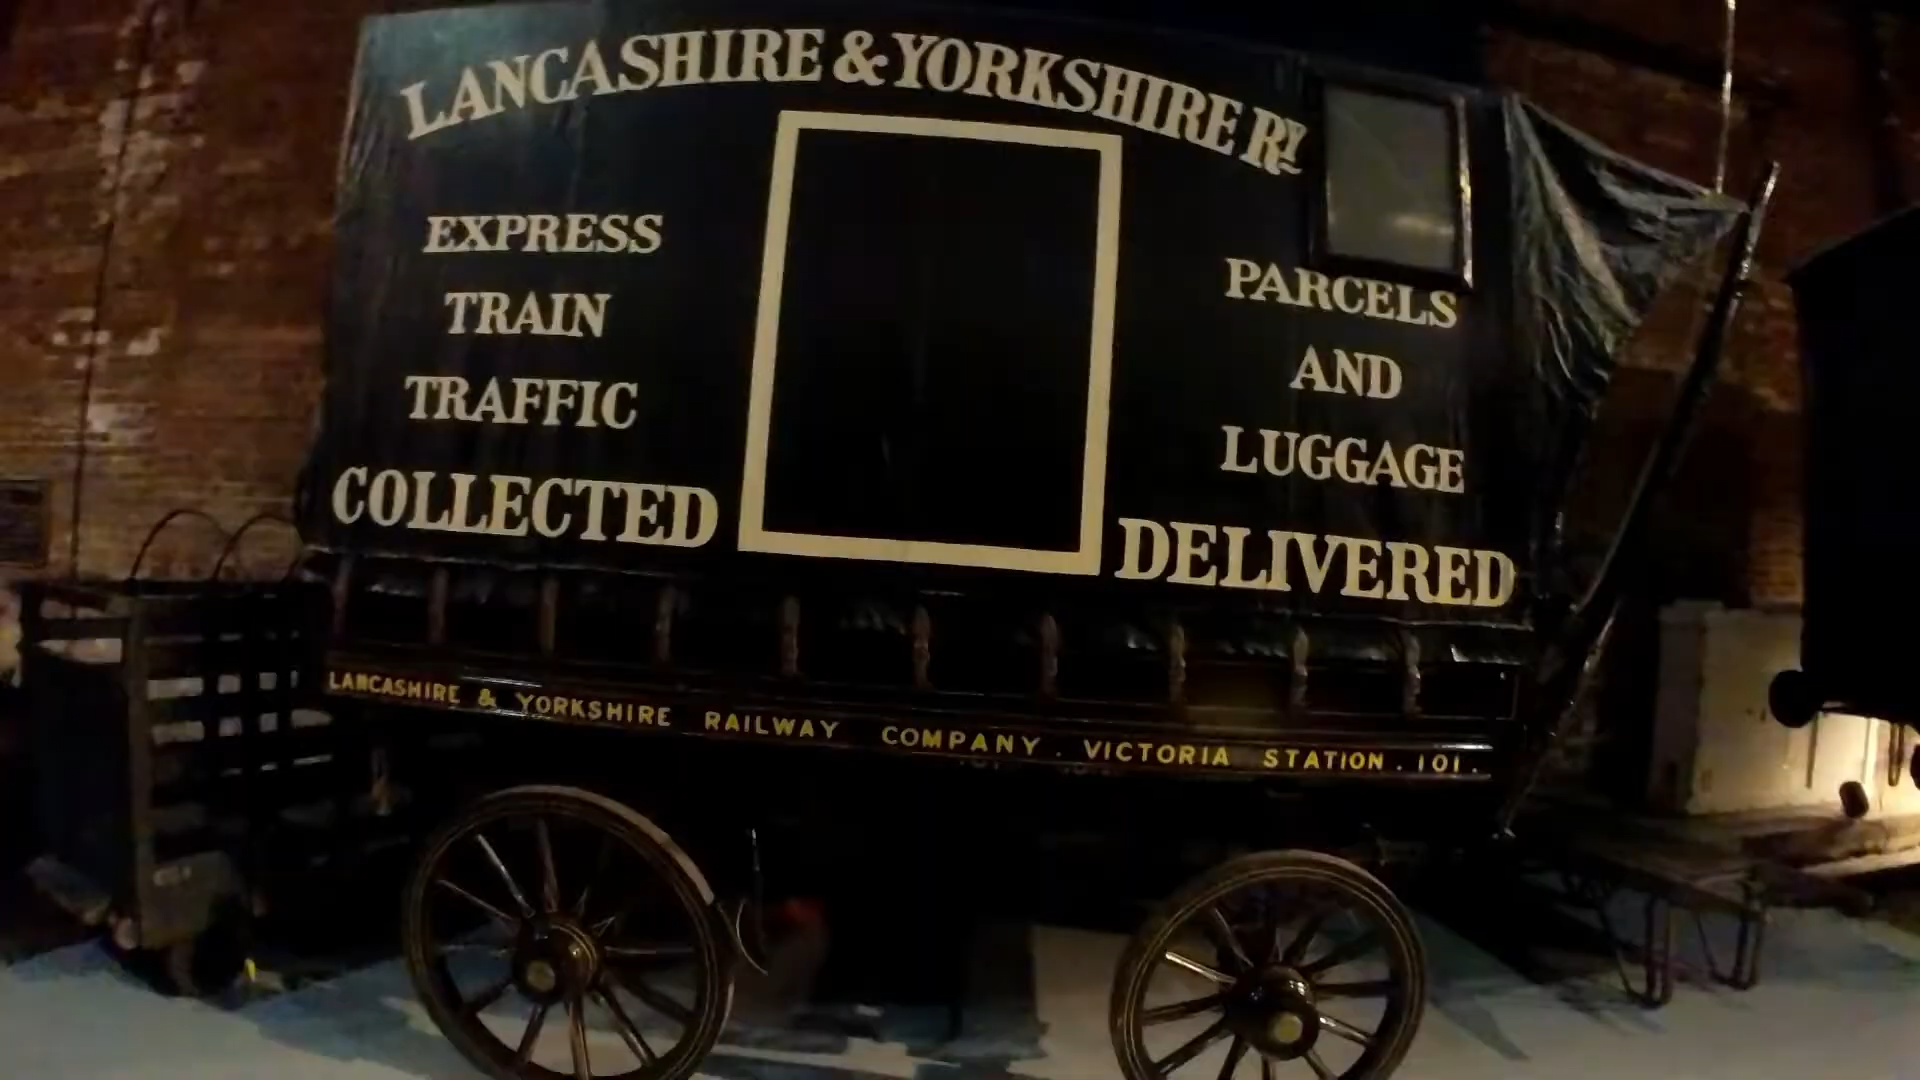 LANCASHIRE & YORKSHIRE RY
EXPRESS
TRAIN
TRAFFIC
COLLECTED
PARCELS
AND
LUGGAGE
DELIVERED
LANCASHIRE & YORKSHIRE RAILWAY COMPANY . VICTORIA STATION . 101 .